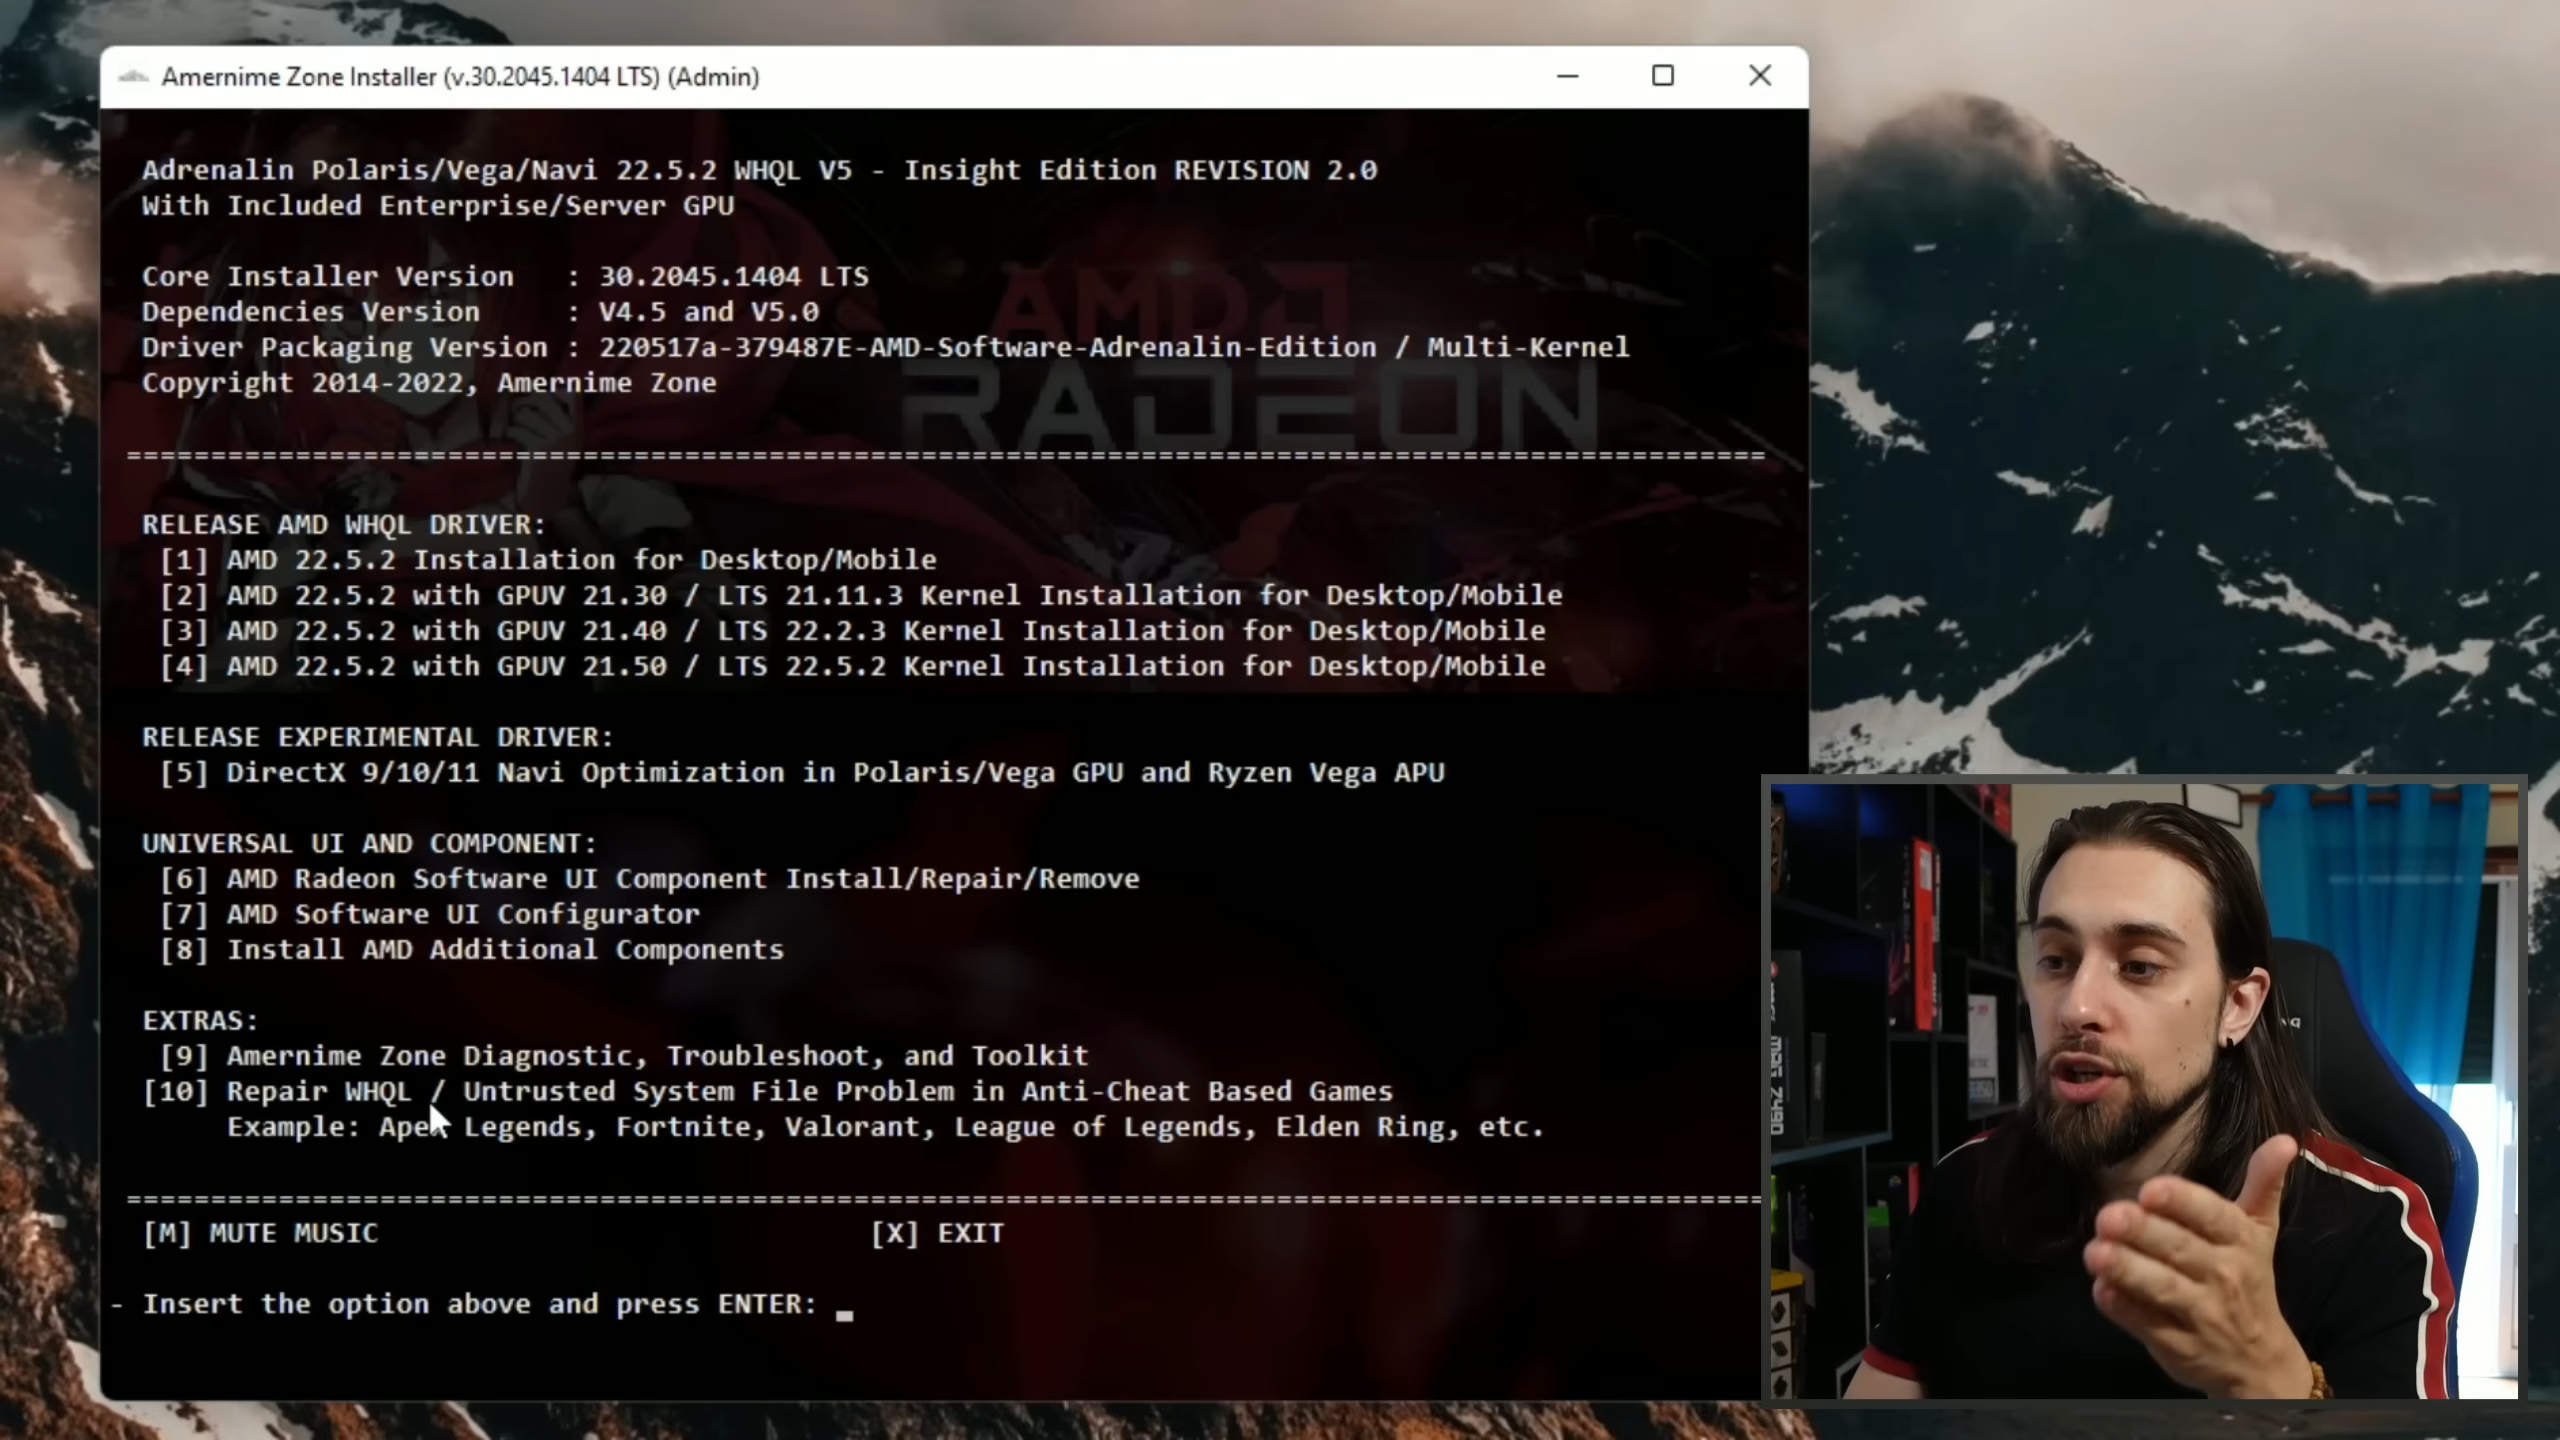 Amernime Zone Installer (v.30.2045.1404 LTS) (Admin)
Adrenalin Polaris/Vega/Navi 22.5.2 WHQL V5 - Insight Edition REVISION 2.0
With Included Enterprise/Server GPU
Core Installer Version : 30.2045.1404 LTS
Dependencies Version : V4.5 and V5.0
Driver Packaging Version : 220517a-379487E-AMD-Software-Adrenalin-Edition / Multi-Kernel
Copyright 2014-2022, Amernime Zone
AMD
RADEON
==================================================================================================
RELEASE AMD WHQL DRIVER:
[1] AMD 22.5.2 Installation for Desktop/Mobile
[2] AMD 22.5.2 with GPUV 21.30 / LTS 21.11.3 Kernel Installation for Desktop/Mobile
[3] AMD 22.5.2 with GPUV 21.40 / LTS 22.2.3 Kernel Installation for Desktop/Mobile
[4] AMD 22.5.2 with GPUV 21.50 / LTS 22.5.2 Kernel Installation for Desktop/Mobile
RELEASE EXPERIMENTAL DRIVER:
[5] DirectX 9/10/11 Navi Optimization in Polaris/Vega GPU and Ryzen Vega APU
UNIVERSAL UI AND COMPONENT:
[6] AMD Radeon Software UI Component Install/Repair/Remove
[7] AMD Software UI Configurator
[8] Install AMD Additional Components
EXTRAS:
[9] Amernime Zone Diagnostic, Troubleshoot, and Toolkit
[10] Repair WHQL / Untrusted System File Problem in Anti-Cheat Based Games
Example: Apex Legends, Fortnite, Valorant, League of Legends, Elden Ring, etc.
==================================================================================================
[M] MUTE MUSIC [X] EXIT
- Insert the option above and press ENTER: _